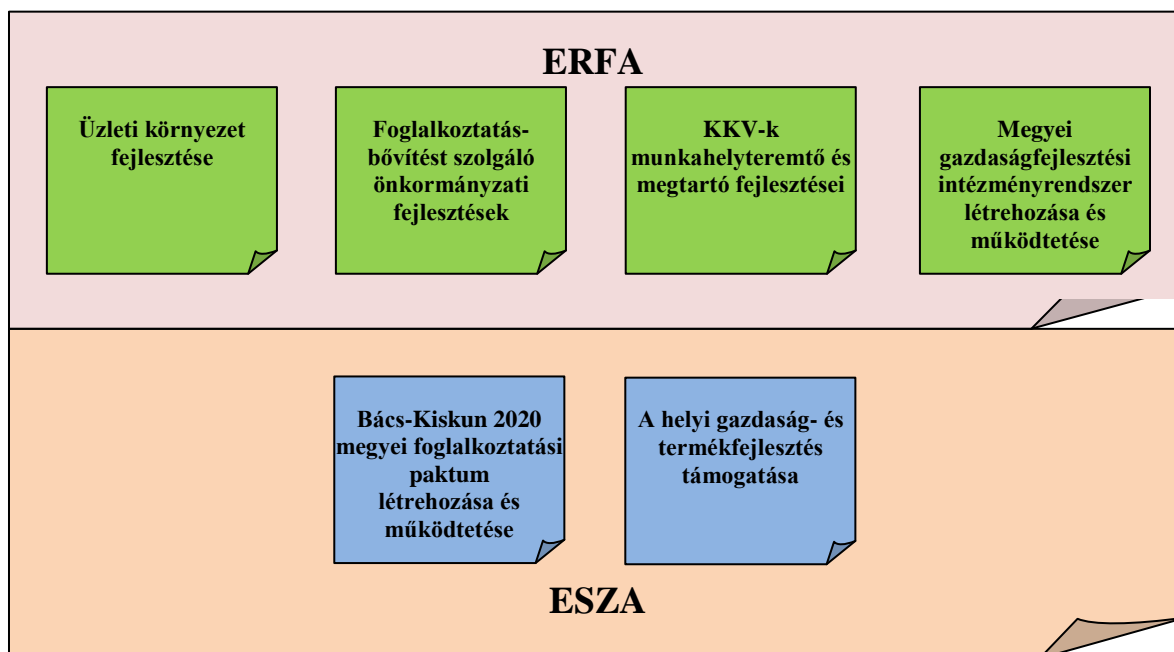 ERFA
Üzleti környezet
fejlesztése
Foglalkoztatás-
bővítést szolgáló
önkormányzati
fejlesztések
KKV-k
munkahelyteremtő és
megtartó fejlesztései
Megyei
gazdaságfejlesztési
intézményrendszer
létrehozása és
működtetése
Bács-Kiskun 2020
megyei foglalkoztatási
paktum
létrehozása és
működtetése
A helyi gazdaság- és
termékfejlesztés
támogatása
ESZA